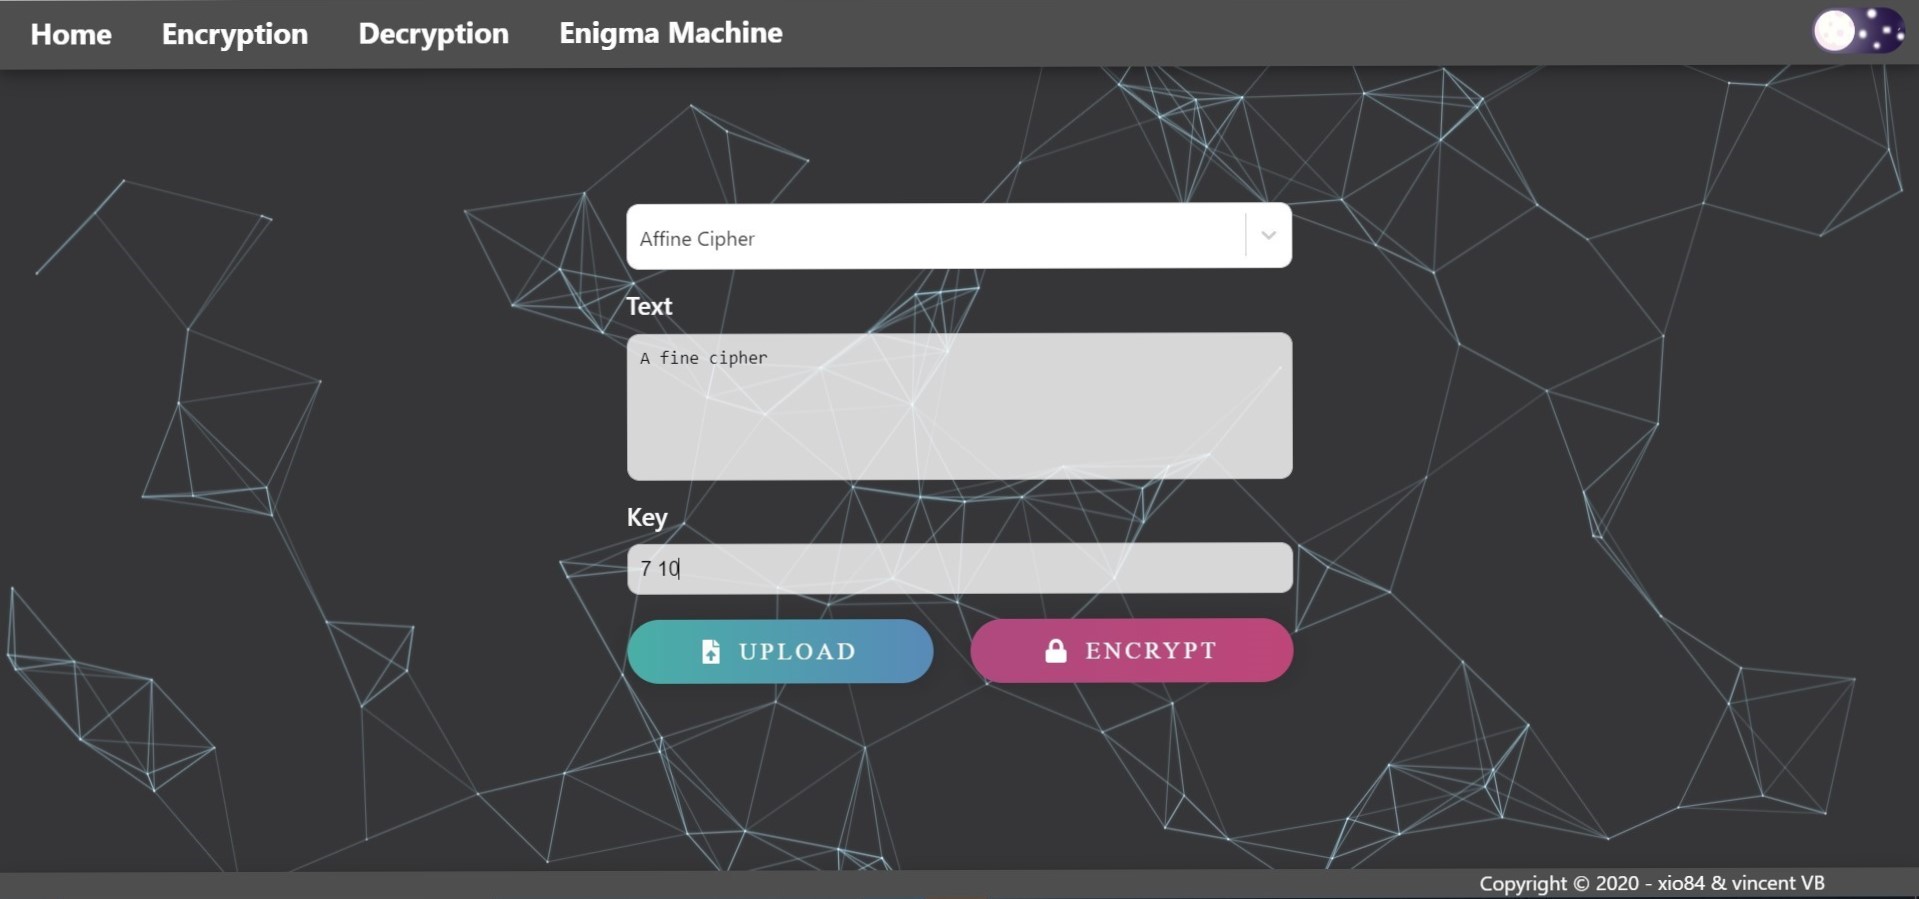 Home Encryption Decryption Enigma Machine
Affine Cipher
Text
A fine cipher
Key
7 10
UPLOAD ENCRYPT
Copyright © 2020 - xio84 & vincent VB